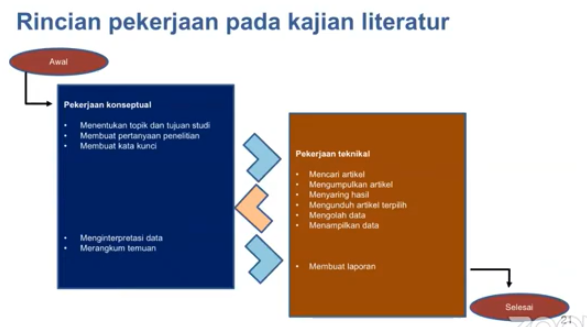 Rincian pekerjaan pada kajian literatur
Awal
Pekerjaan konseptual
• Menentukan topik dan tujuan studi
• Membuat pertanyaan penelitian
• Membuat kata kunci
• Menginterpretasi data
• Merangkum temuan
Pekerjaan teknikal
• Mencari artikel
• Mengumpulkan artikel
• Menyaring hasil
• Mengunduh artikel terpilih
• Mengolah data
• Menampilkan data
• Membuat laporan
Selesai
21